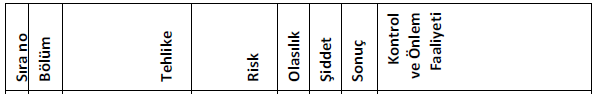 Sıra no
Bölüm
Tehlike
Risk
Olasılık
Şiddet
Sonuç
Kontrol
ve Önlem
Faaliyeti